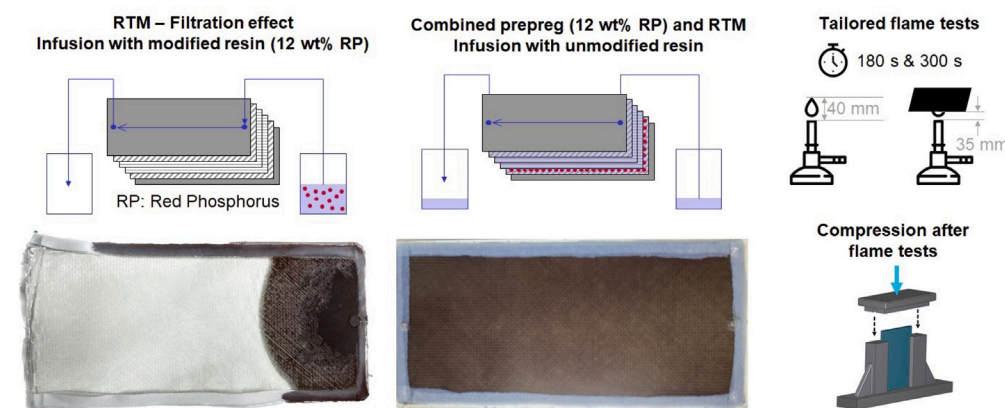 RTM – Filtration effect
Infusion with modified resin (12 wt% RP)
RP: Red Phosphorus
Combined prepreg (12 wt%) and RTM
Infusion with unmodified resin
Tailored flame tests
180 s & 300 s
40 mm
35 mm
Compression after
flame tests